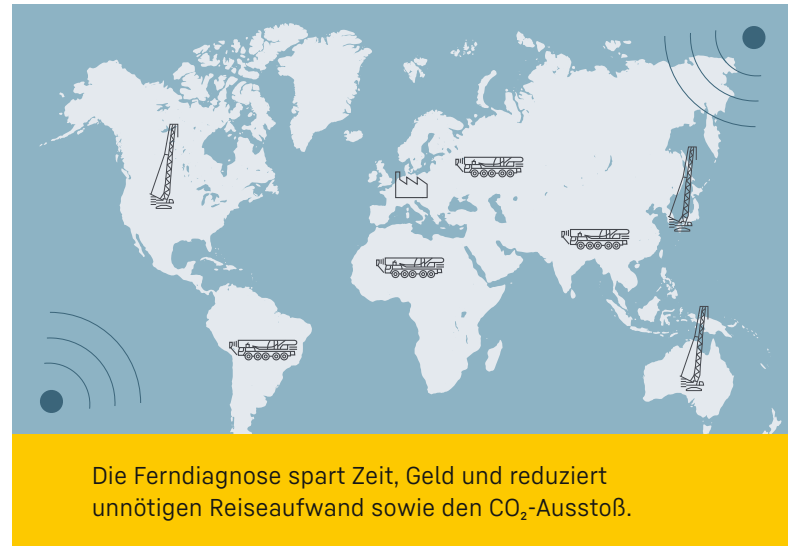 Die Ferndiagnose spart Zeit, Geld und reduziert
unnötigen Reiseaufwand sowie den CO₂-Ausstoß.